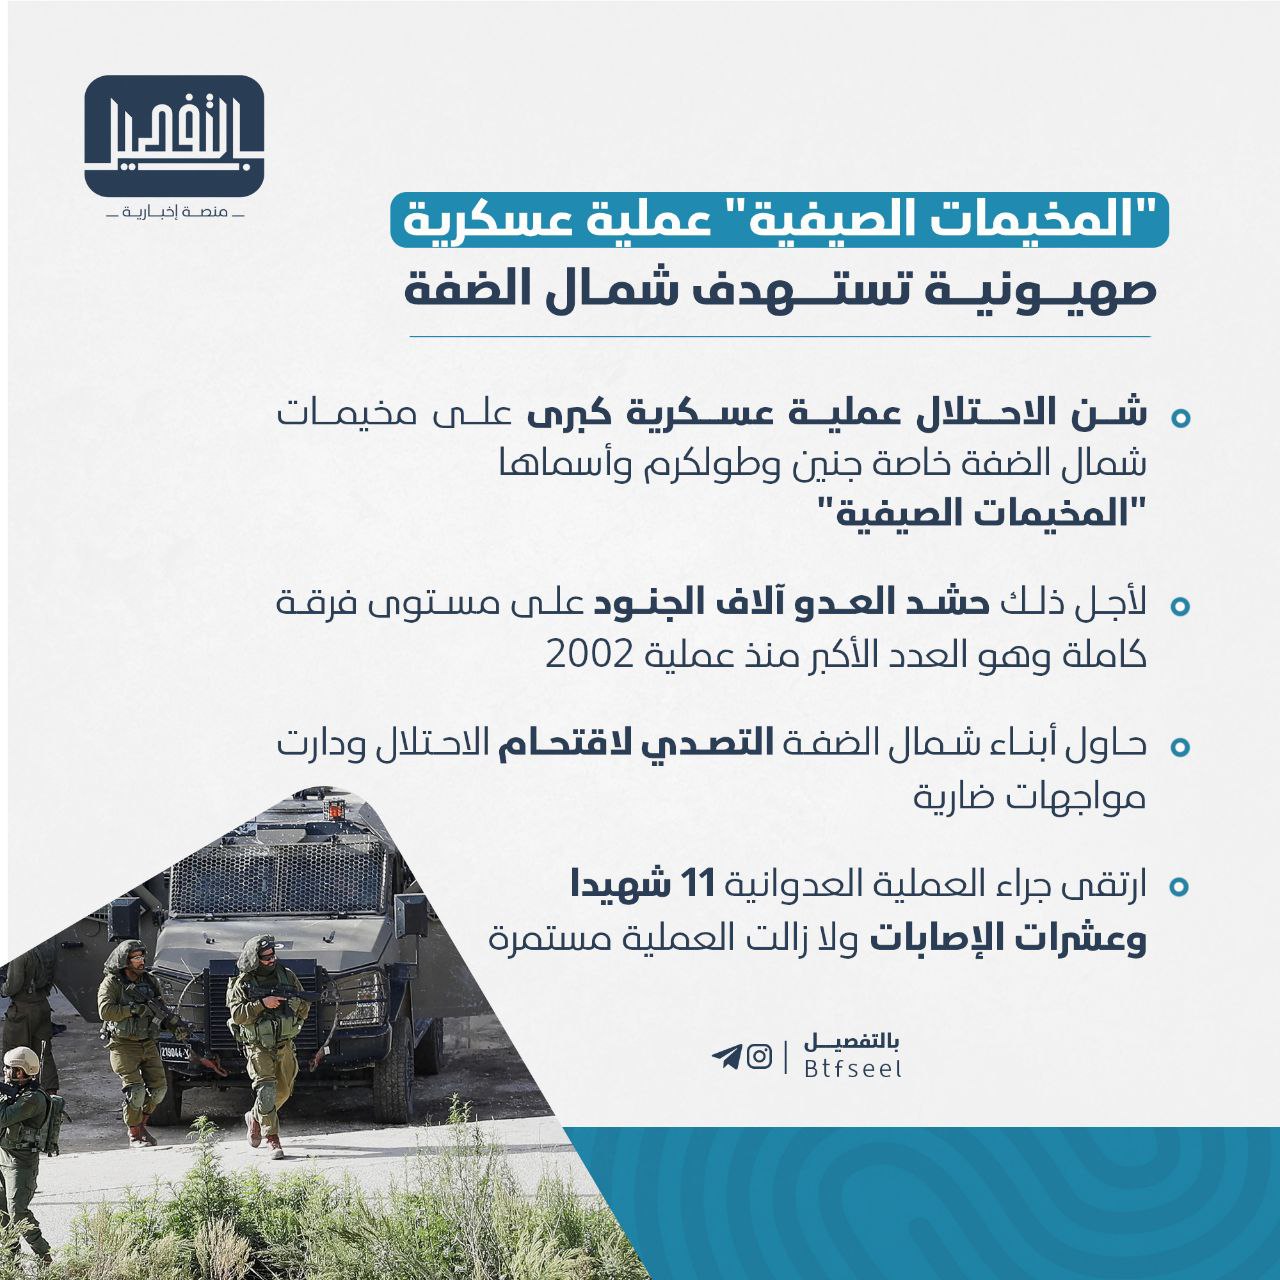 بالتفصيل
منصة إخبارية
"المخيمات الصيفية" عملية عسكرية
صهيونية تستهدف شمال الضفة
شن الاحتلال عملية عسكرية كبرى على مخيمات
شمال الضفة خاصة جنين وطولكرم وأسماها
"المخيمات الصيفية"
لأجل ذلك حشد العدو آلاف الجنود على مستوى فرقة
كاملة وهو العدد الأكبر منذ عملية 2002
حاول أبناء شمال الضفة التصدي لاقتحام الاحتلال ودارت
مواجهات ضارية
ارتقى جراء العملية العدوانية 11 شهيدا
وعشرات الإصابات ولا زالت العملية مستمرة
بالتفصيل
Btfseel